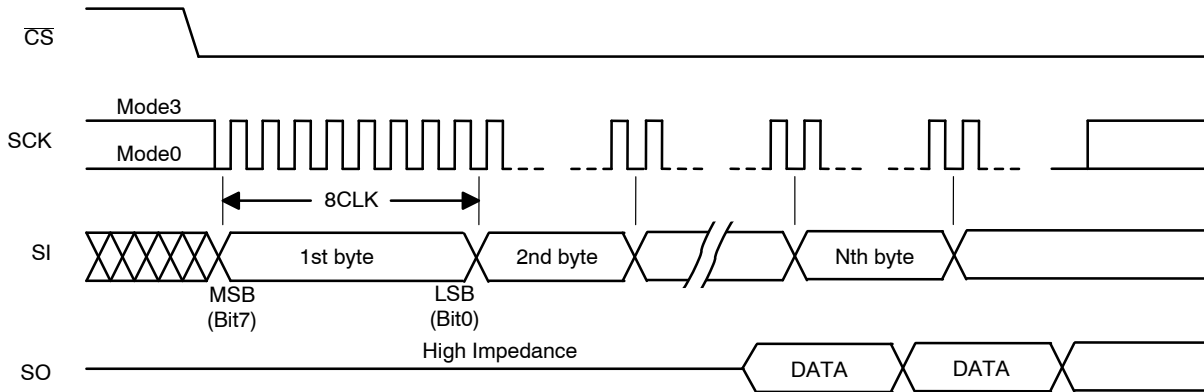 CS
Mode3
SCK
Mode0
8CLK
SI
1st byte
2nd byte
Nth byte
MSB
(Bit7)
LSB
(Bit0)
High Impedance
SO
DATA
DATA